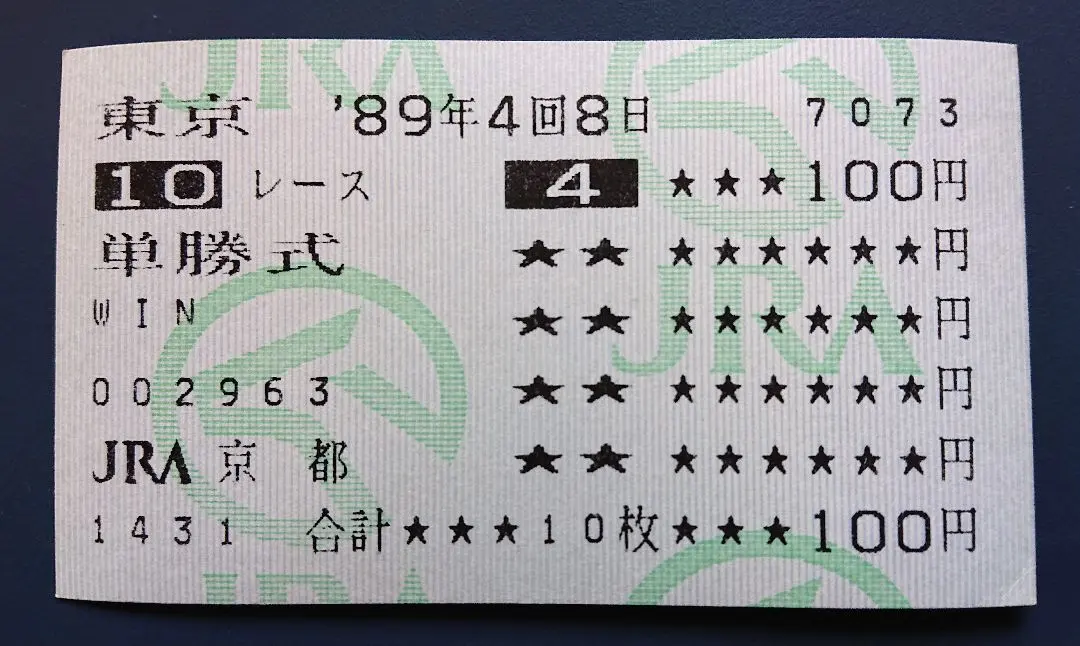 東京 '89年4回8日 7073
10 レース 4 ★★★100円
単勝式 ★★ ★★★★★★円
WIN ★★ ★★★★★★円
002963 ★★ ★★★★★★円
JRA 京都 ★★ ★★★★★★円
1431 合計★★★10枚★★★100円